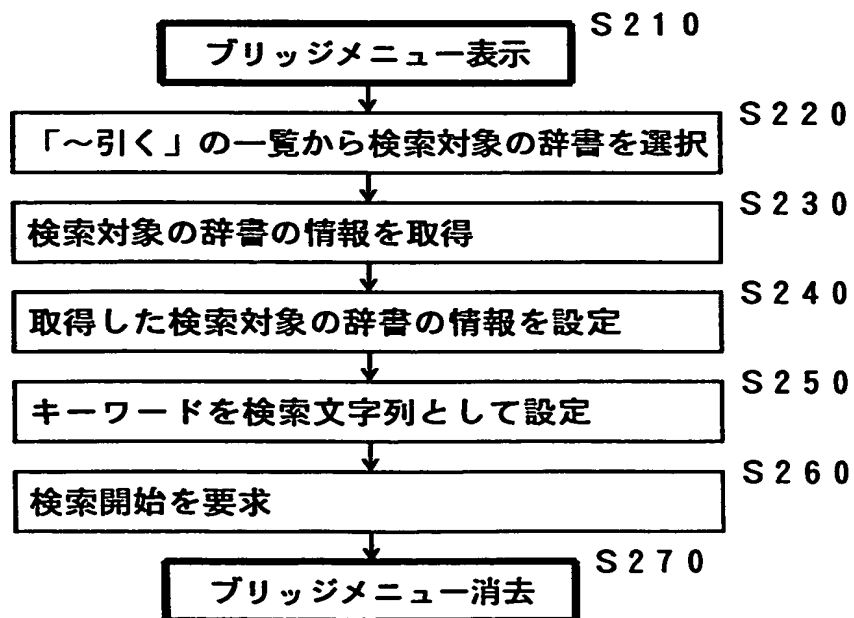 S210
ブリッジメニュー表示
S220
「～引く」の一覧から検索対象の辞書を選択
S230
検索対象の辞書の情報を取得
S240
取得した検索対象の辞書の情報を設定
S250
キーワードを検索文字列として設定
S260
検索開始を要求
S270
ブリッジメニュー消去